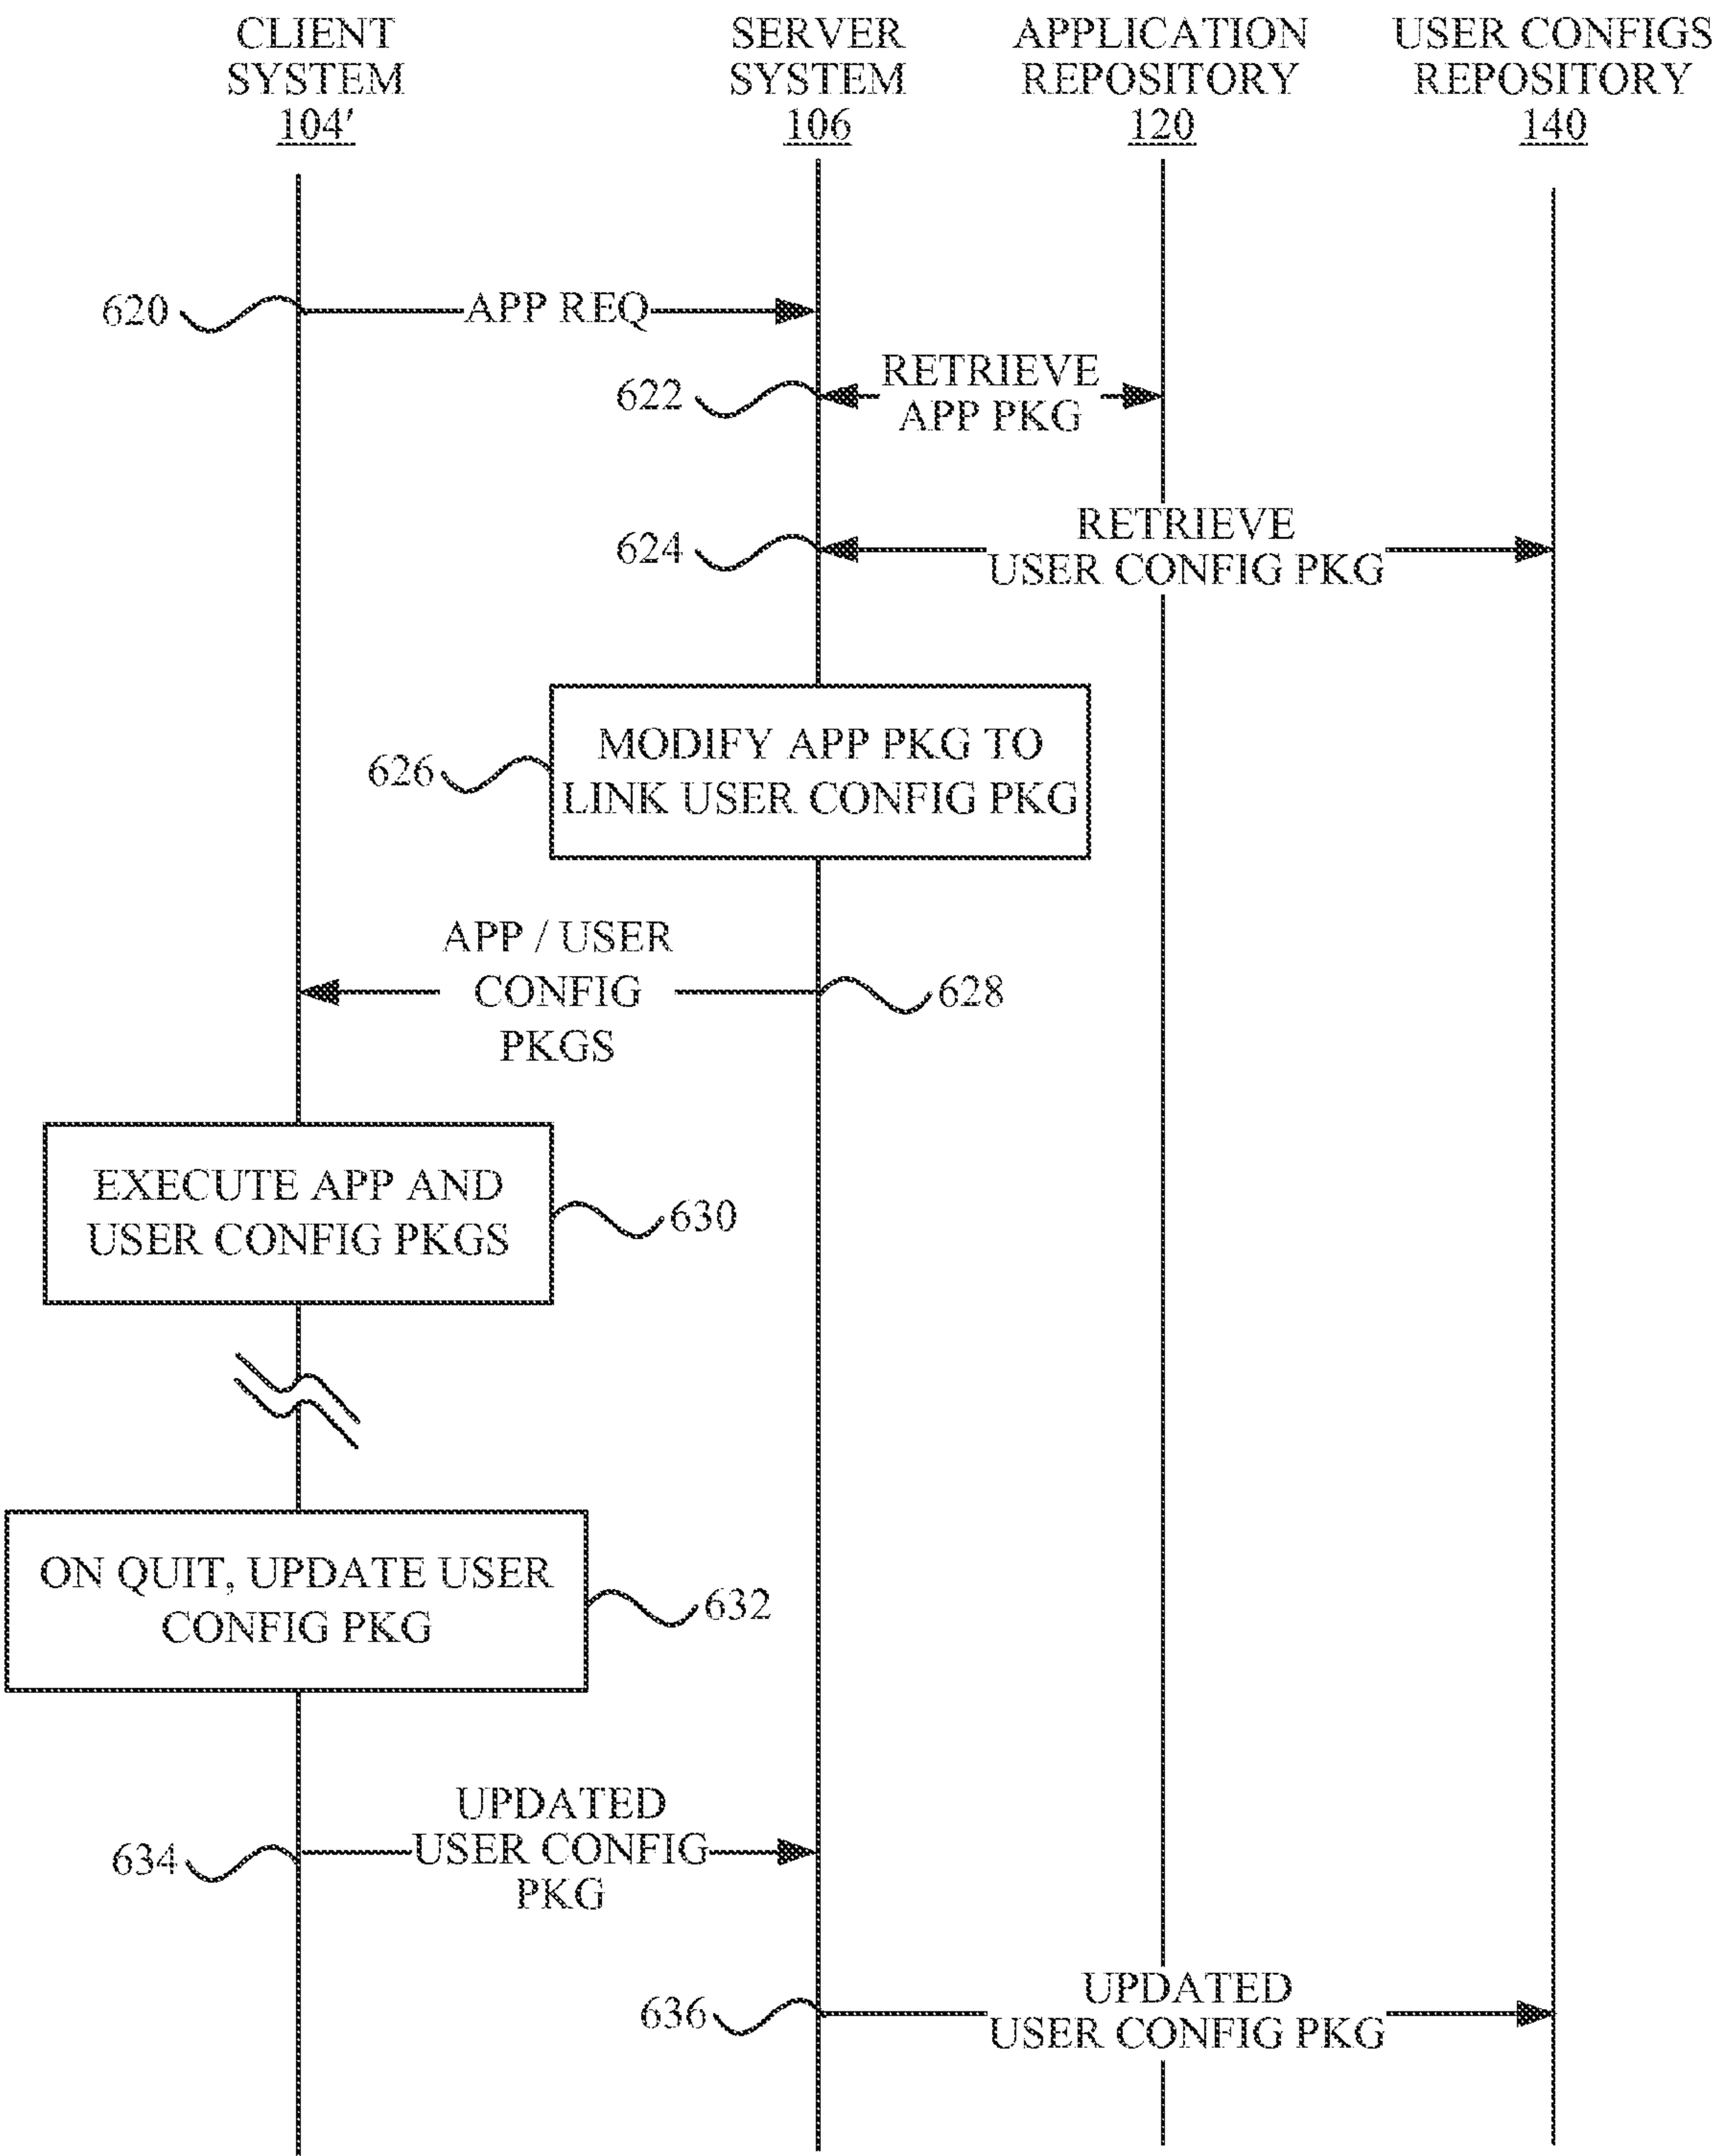 CLIENT
SYSTEM
104'
SERVER
SYSTEM
106
APPLICATION
REPOSITORY
120
USER CONFIGS
REPOSITORY
140
620
APP REQ
622
RETRIEVE
APP PKG
624
RETRIEVE
USER CONFIG PKG
626
MODIFY APP PKG TO
LINK USER CONFIG PKG
APP / USER
CONFIG
PKGS
628
EXECUTE APP AND
USER CONFIG PKGS
630
ON QUIT, UPDATE USER
CONFIG PKG
632
634
UPDATED
USER CONFIG
PKG
636
UPDATED
USER CONFIG PKG